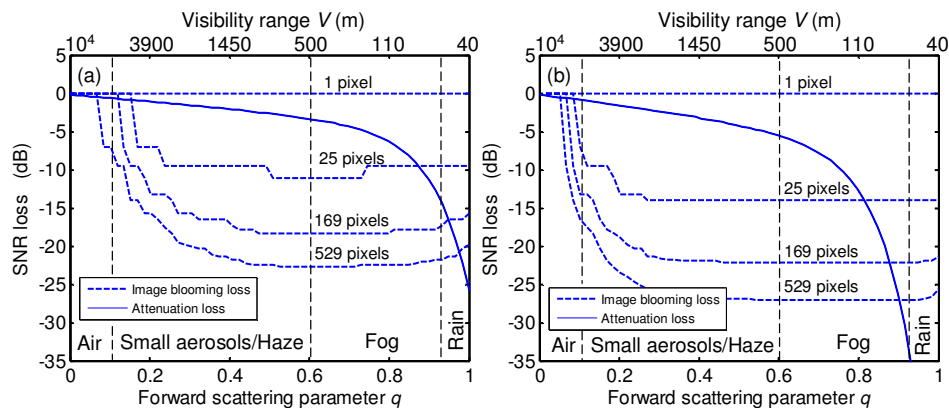 Visibility range V (m)
10⁴ 3900 1450 500 110 40
(a)
1 pixel
25 pixels
169 pixels
529 pixels
Image blooming loss
Attenuation loss
Air Small aerosols/Haze Fog Rain
5
0
-5
-10
-15
-20
-25
-30
-35
SNR loss (dB)
0 0.2 0.4 0.6 0.8 1
Forward scattering parameter q
Visibility range V (m)
10⁴ 3900 1450 500 110 40
(b)
1 pixel
25 pixels
169 pixels
529 pixels
Image blooming loss
Attenuation loss
Air Small aerosols/Haze Fog Rain
5
0
-5
-10
-15
-20
-25
-30
-35
SNR loss (dB)
0 0.2 0.4 0.6 0.8 1
Forward scattering parameter q